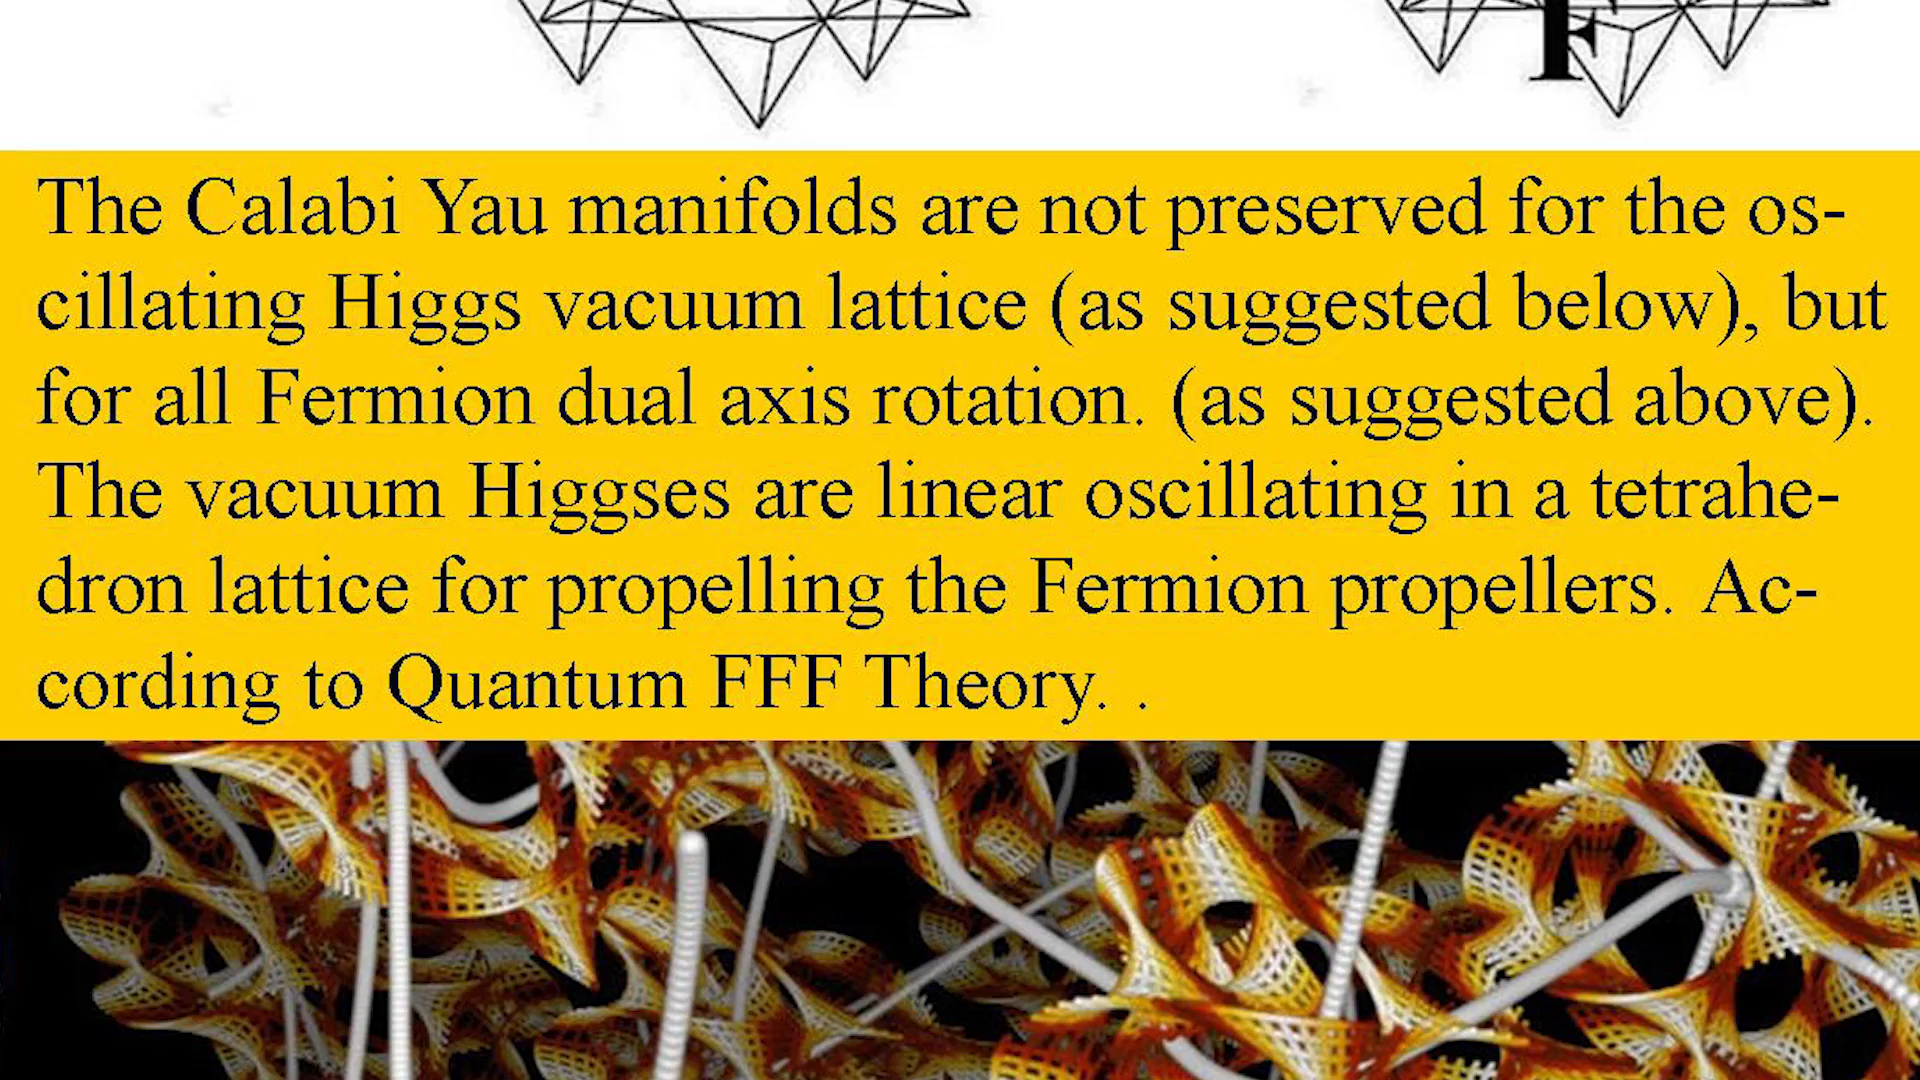 F
The Calabi Yau manifolds are not preserved for the os-
cillating Higgs vacuum lattice (as suggested below), but
for all Fermion dual axis rotation. (as suggested above).
The vacuum Higgses are linear oscillating in a tetrahe-
dron lattice for propelling the Fermion propellers. Ac-
cording to Quantum FFF Theory. .